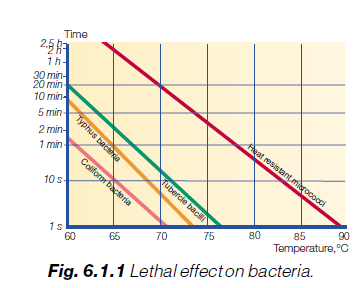 Time
2,5 h
2 h
1 h
30 min
20 min
10 min
5 min
2 min
1 min
10 s
1 s
Typhus bacteria
Coliform bacteria
Tubercle bacilli
Heat resistant micrococci
60 65 70 75 80 85 90
Temperature, °C
Fig. 6.1.1 Lethal effect on bacteria.